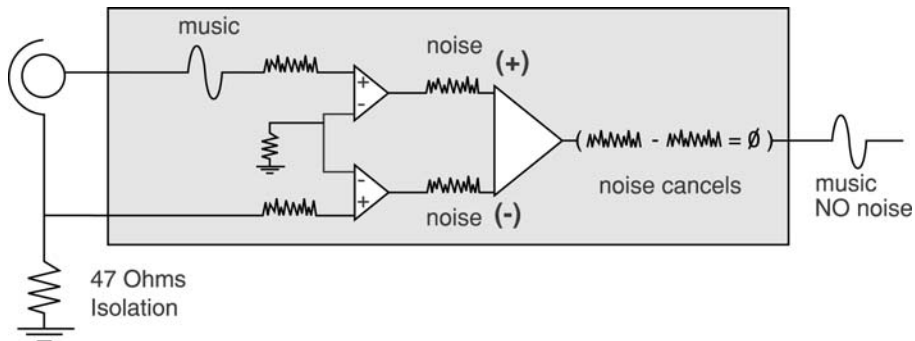 music
noise (+)
+
-
( - = ø )
noise cancels
-
+
noise (-)
music
NO noise
47 Ohms
Isolation